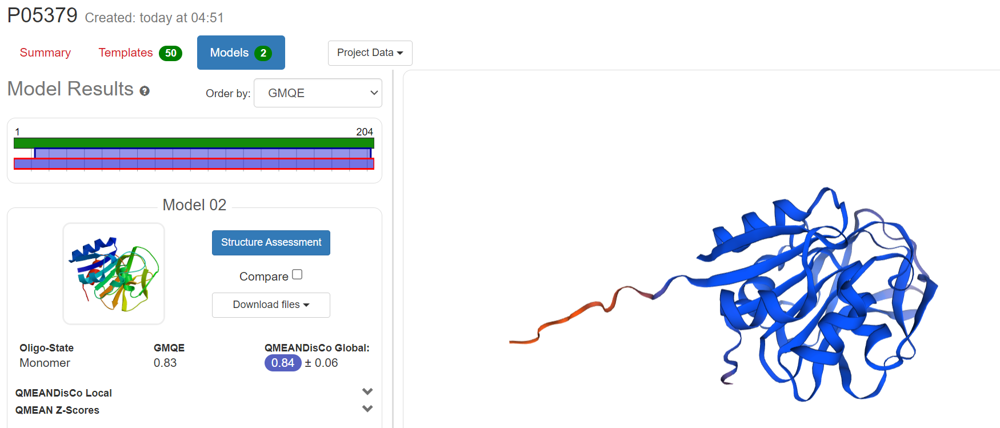 P05379 Created: today at 04:51
Summary Templates 50 Models 2 Project Data
Model Results ?
Order by: GMQE
1 204
Model 02
Structure Assessment
Compare
Download files
Oligo-State GMQE QMEANDisCo Global:
Monomer 0.83 0.84 ± 0.06
QMEANDisCo Local
QMEAN Z-Scores